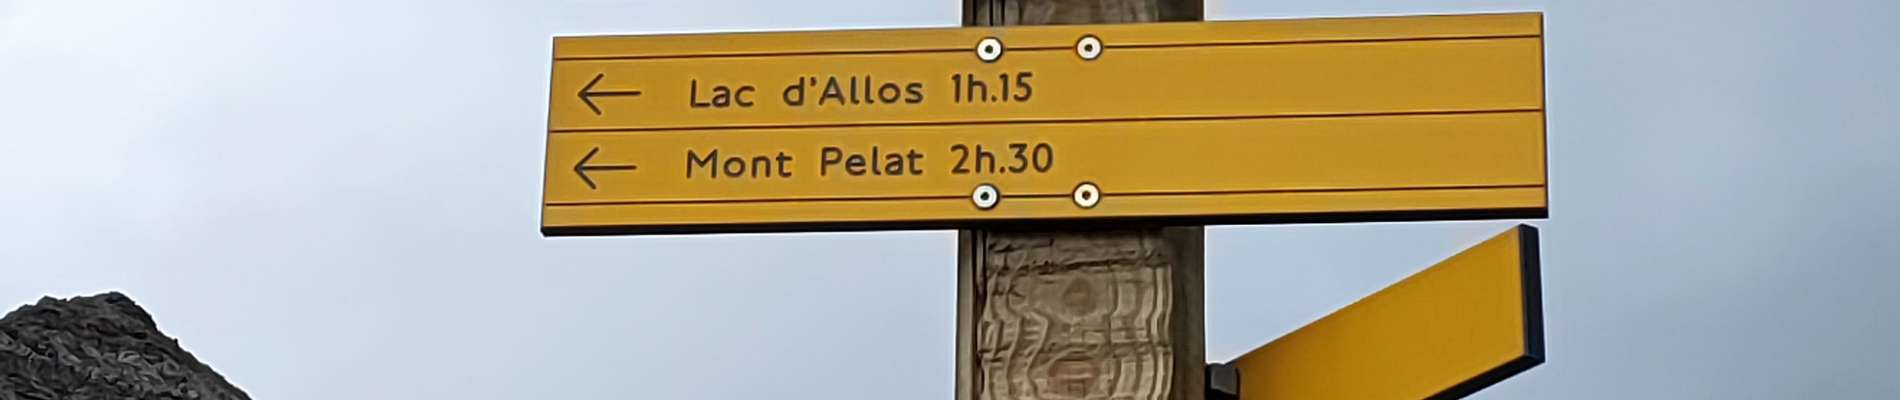 ← Lac d'Allos 1h.15
← Mont Pelat 2h.30